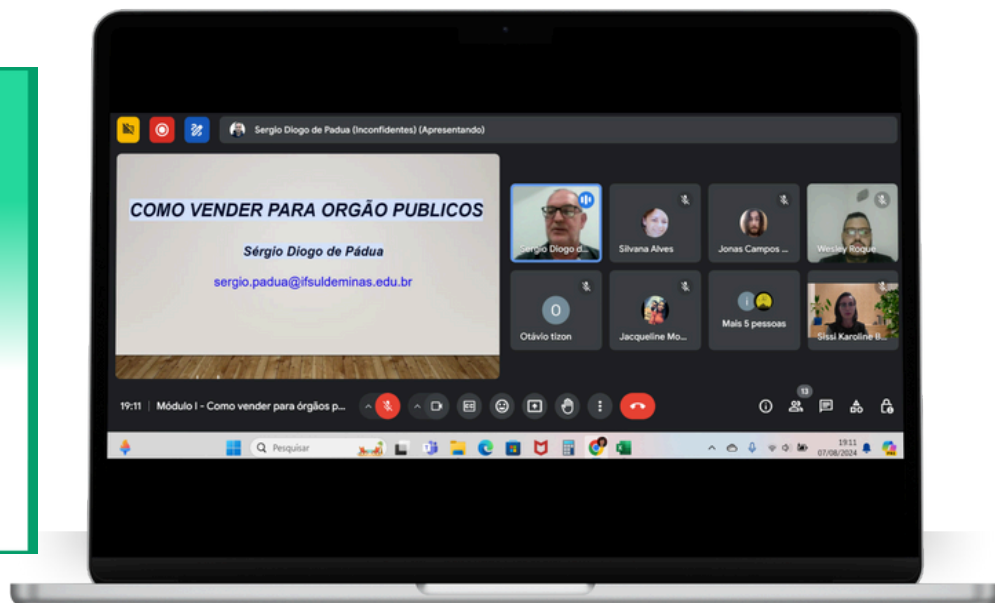 Sergio Diogo de Padua (Inconfidentes) (Apresentando)
COMO VENDER PARA ORGÃO PUBLICOS
Sérgio Diogo de Pádua
sergio.padua@ifsuldeminas.edu.br
Sergio Diogo d...
Silvana Alves
Jonas Campos ...
Wesley Roque
O
Otávio tizon
Jacqueline Mo...
Mais 5 pessoas
Sissi Karoline B...
19:11 | Módulo I - Como vender para órgãos p...
13
Pesquisar
19:11
07/08/2024